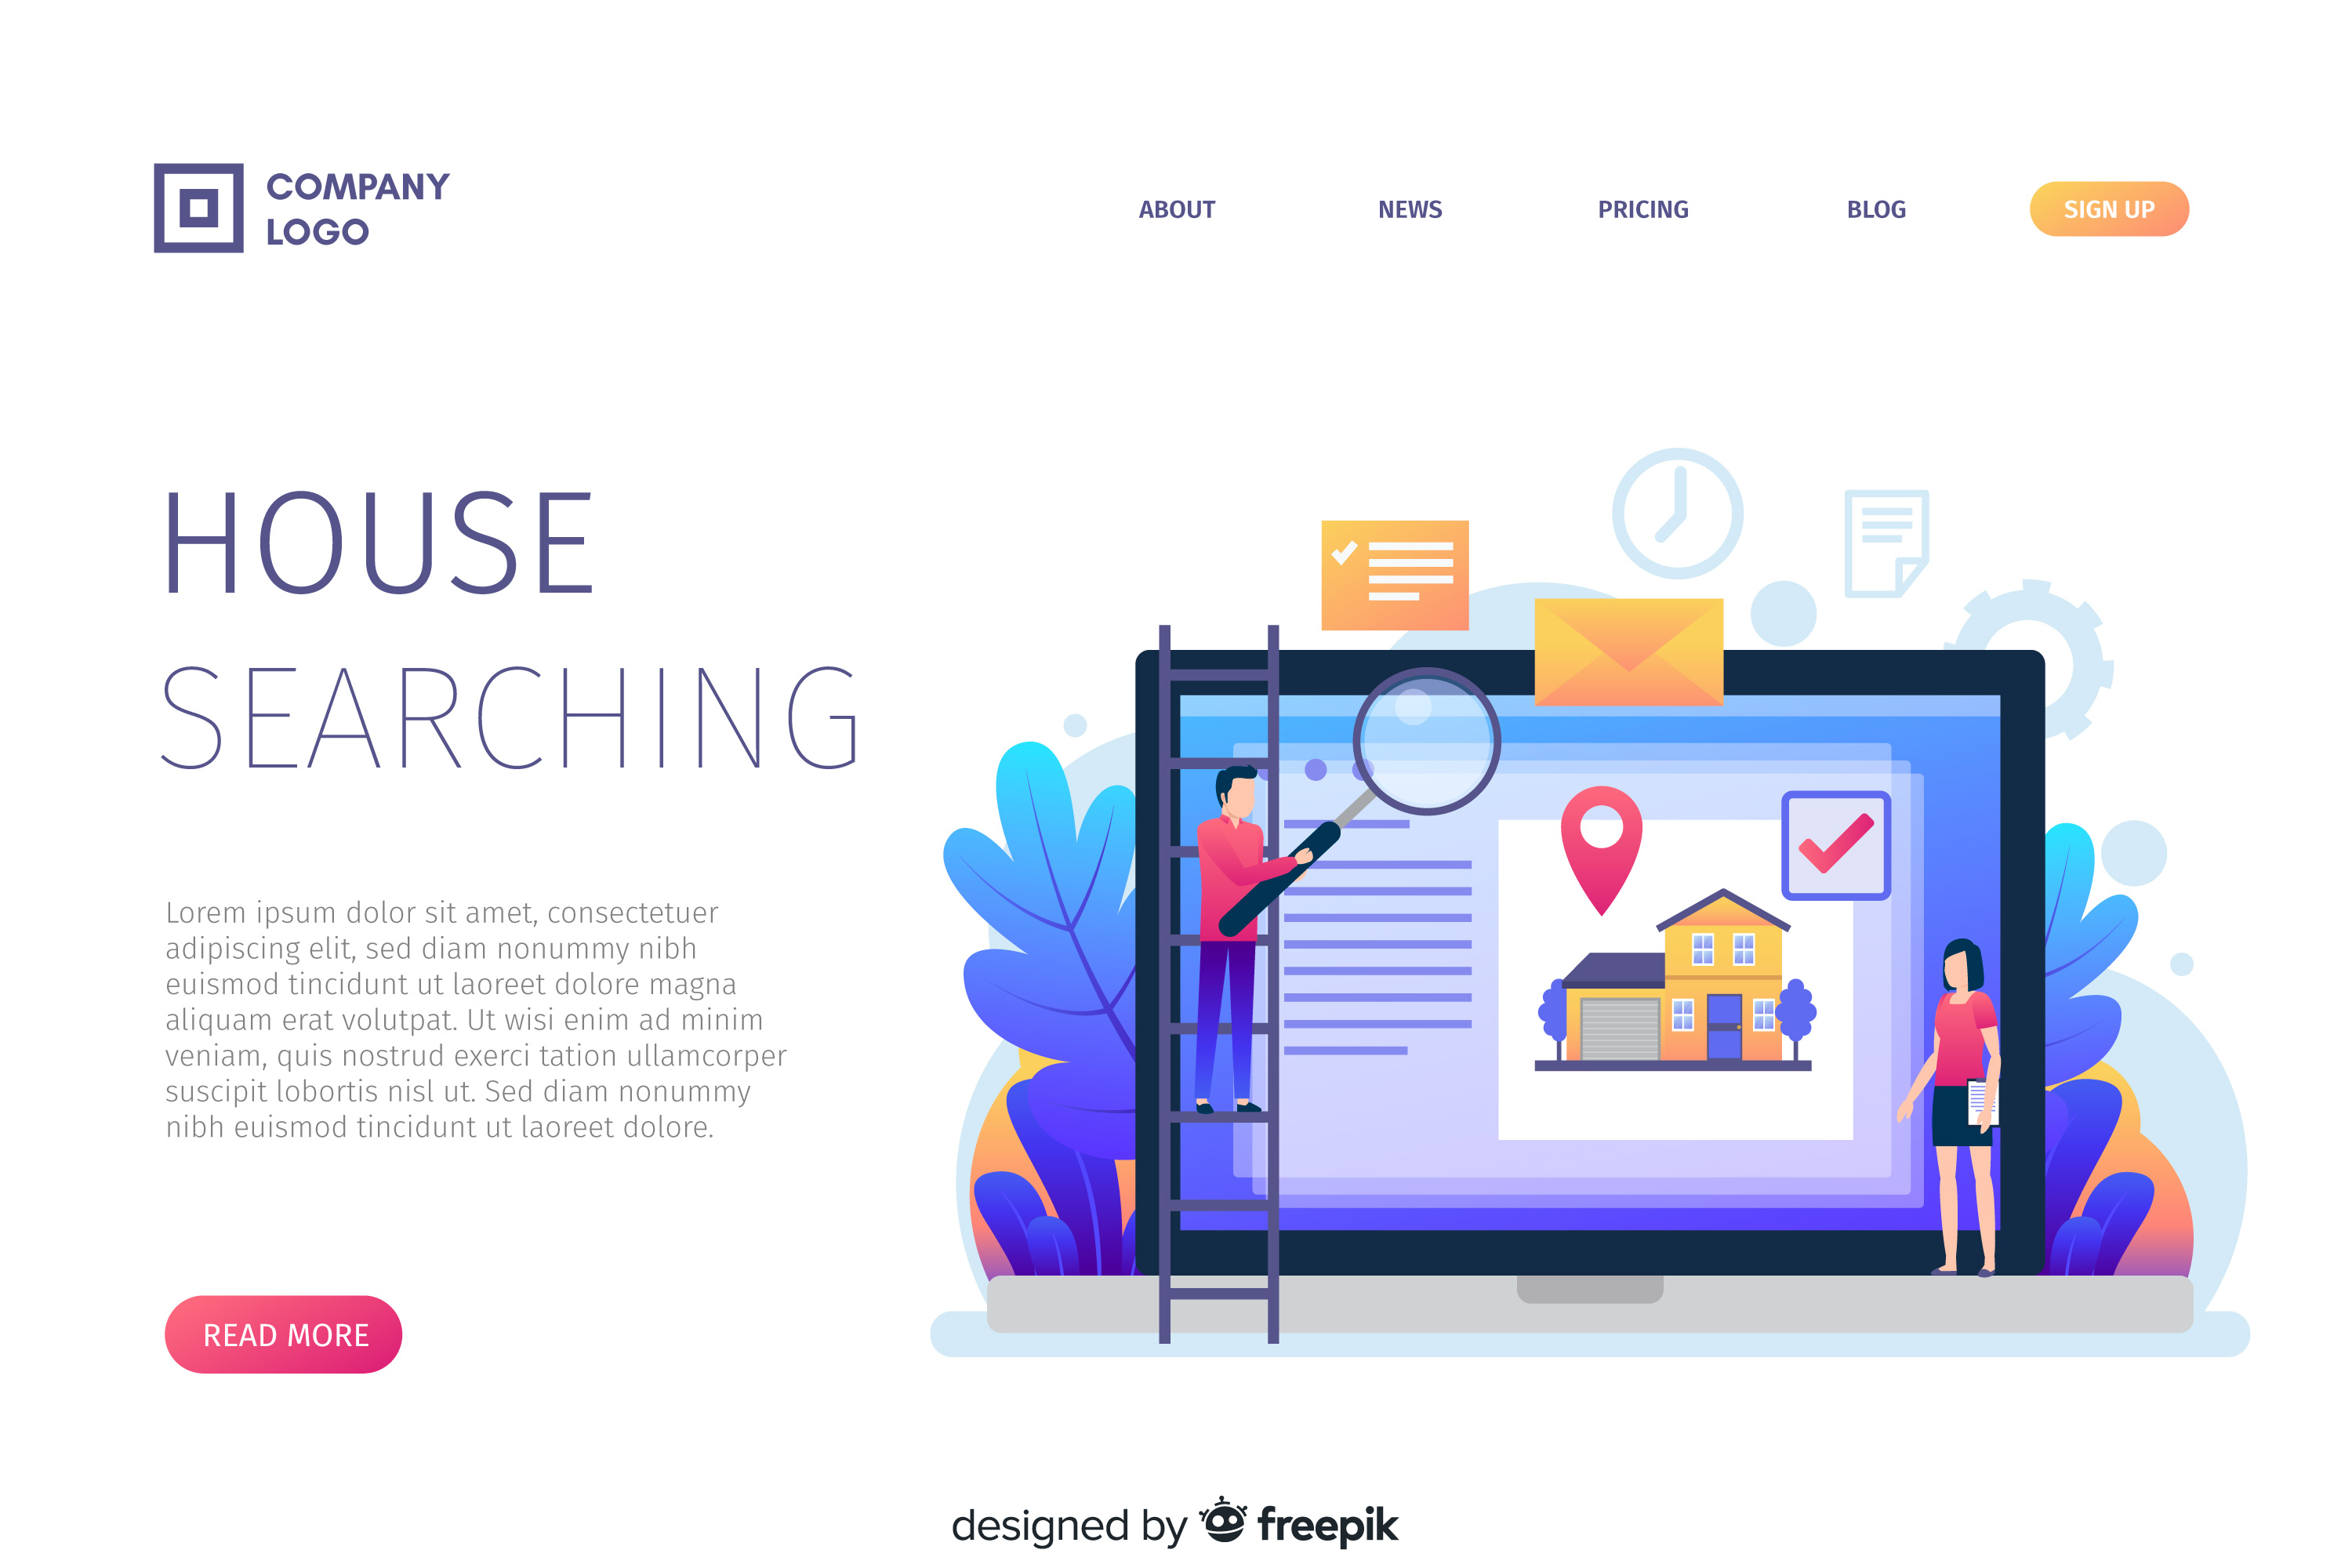 COMPANY
LOGO
ABOUT
NEWS
PRICING
BLOG
SIGN UP
HOUSE
SEARCHING
Lorem ipsum dolor sit amet, consectetuer
adipiscing elit, sed diam nonummy nibh
euismod tincidunt ut laoreet dolore magna
aliquam erat volutpat. Ut wisi enim ad minim
veniam, quis nostrud exerci tation ullamcorper
suscipit lobortis nisl ut. Sed diam nonummy
nibh euismod tincidunt ut laoreet dolore.
READ MORE
designed by freepik